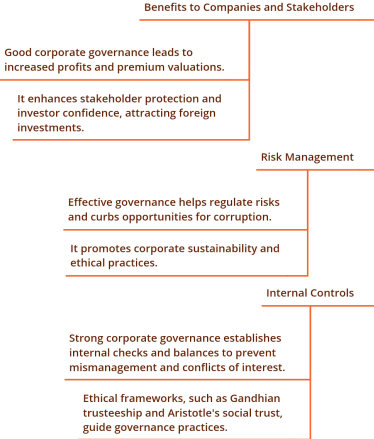 Benefits to Companies and Stakeholders
Good corporate governance leads to
increased profits and premium valuations.
It enhances stakeholder protection and
investor confidence, attracting foreign
investments.
Risk Management
Effective governance helps regulate risks
and curbs opportunities for corruption.
It promotes corporate sustainability and
ethical practices.
Internal Controls
Strong corporate governance establishes
internal checks and balances to prevent
mismanagement and conflicts of interest.
Ethical frameworks, such as Gandhian
trusteeship and Aristotle's social trust,
guide governance practices.